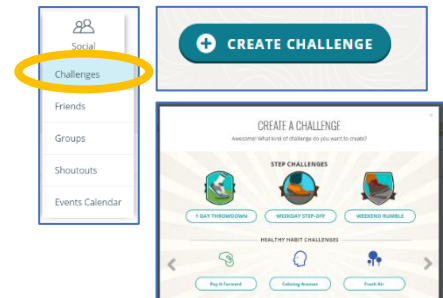 Social
Challenges
Friends
Groups
Shoutouts
Events Calendar
CREATE CHALLENGE
CREATE A CHALLENGE
Awesome! What kind of challenge do you want to create?
STEP CHALLENGES
1 DAY THROWDOWN
WEEKDAY STEP-OFF
WEEKEND RUMBLE
HEALTHY HABIT CHALLENGES
Pay It Forward
Calming Avenue
Fresh Air